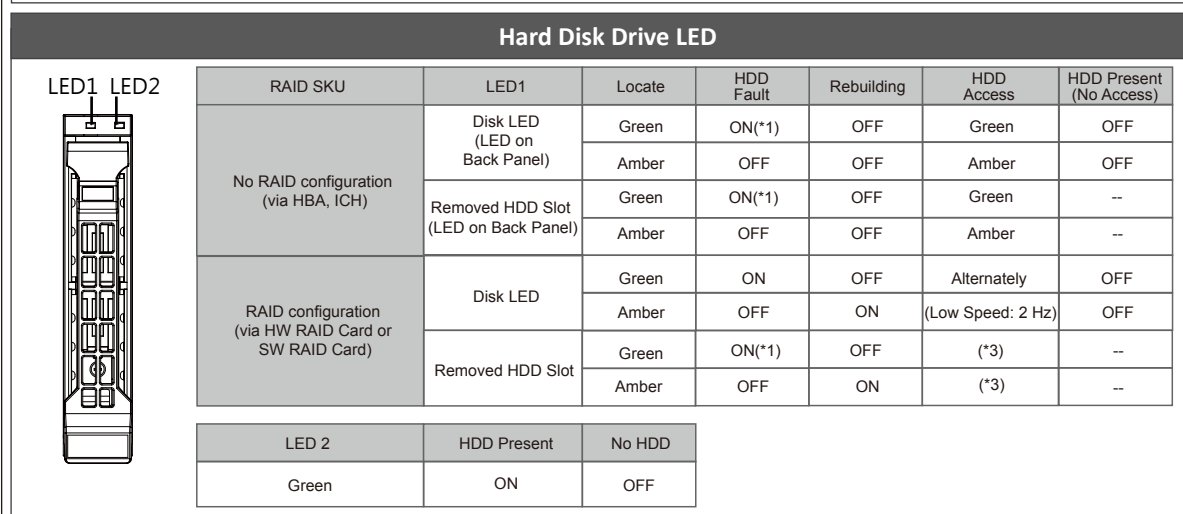 Hard Disk Drive LED
LED1 LED2
RAID SKU LED1 Locate HDD Fault Rebuilding HDD Access HDD Present (No Access)
No RAID configuration (via HBA, ICH)
Disk LED (LED on Back Panel)
Green ON(*1) OFF Green OFF
Amber OFF OFF Amber OFF
Removed HDD Slot (LED on Back Panel)
Green ON(*1) OFF Green --
Amber OFF OFF Amber --
RAID configuration (via HW RAID Card or SW RAID Card)
Disk LED
Green ON OFF Alternately OFF
Amber OFF ON (Low Speed: 2 Hz) OFF
Removed HDD Slot
Green ON(*1) OFF (*3) --
Amber OFF ON (*3) --
LED 2 HDD Present No HDD
Green ON OFF